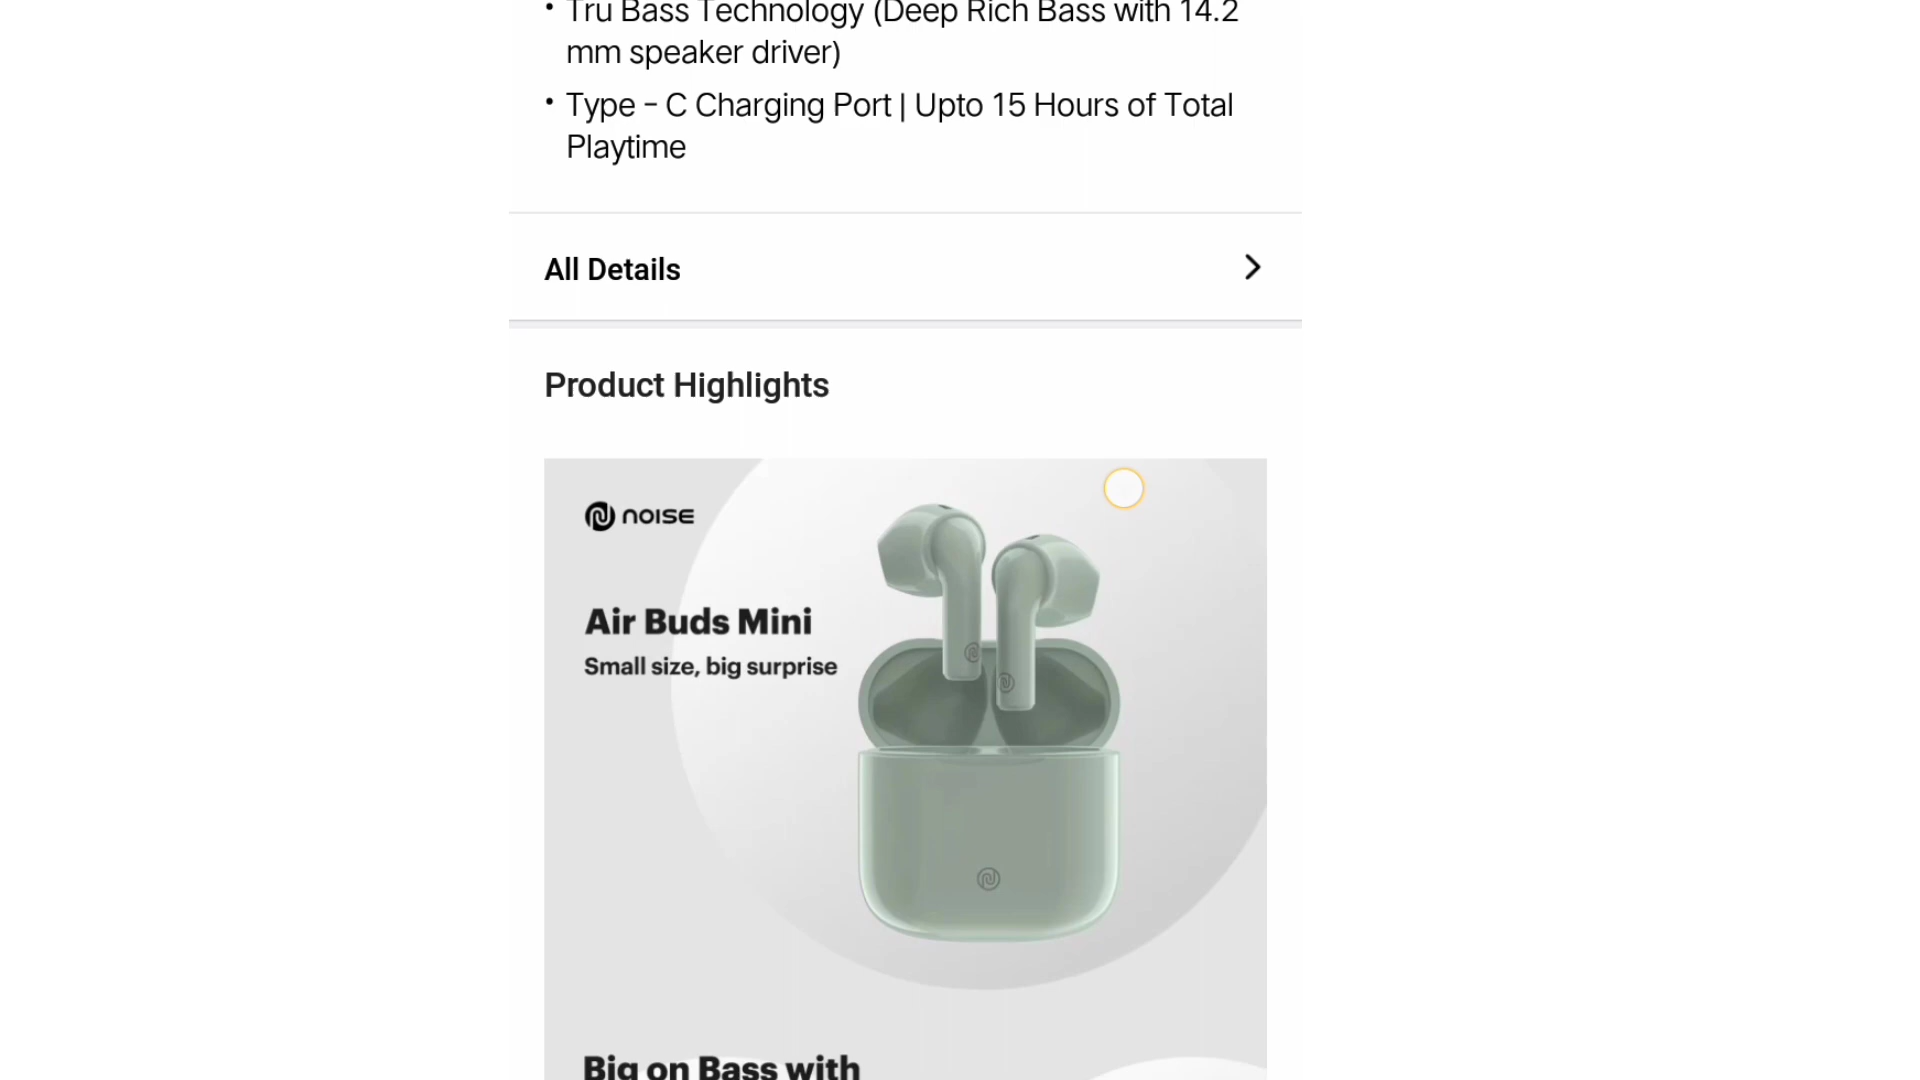 • Tru Bass Technology (Deep Rich Bass with 14.2
mm speaker driver)
• Type - C Charging Port | Upto 15 Hours of Total
Playtime
All Details
Product Highlights
NOISE
Air Buds Mini
Small size, big surprise
Big on Bass with